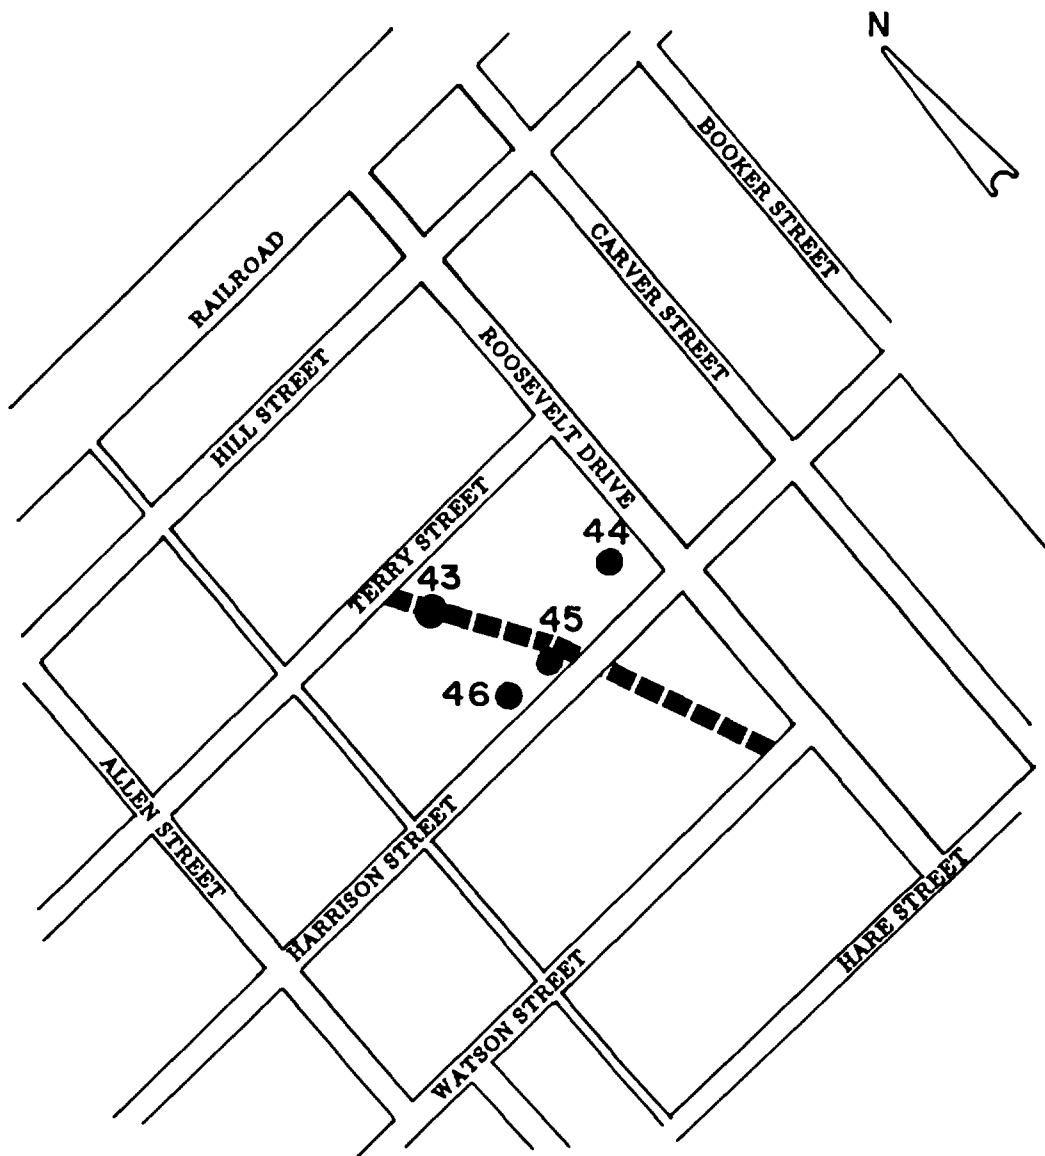 N
BOOKER STREET
CARVER STREET
RAILROAD
ROOSEVELT DRIVE
HILL STREET
TERRY STREET
44
43
45
46
ALLEN STREET
HARRISON STREET
HARE STREET
WATSON STREET